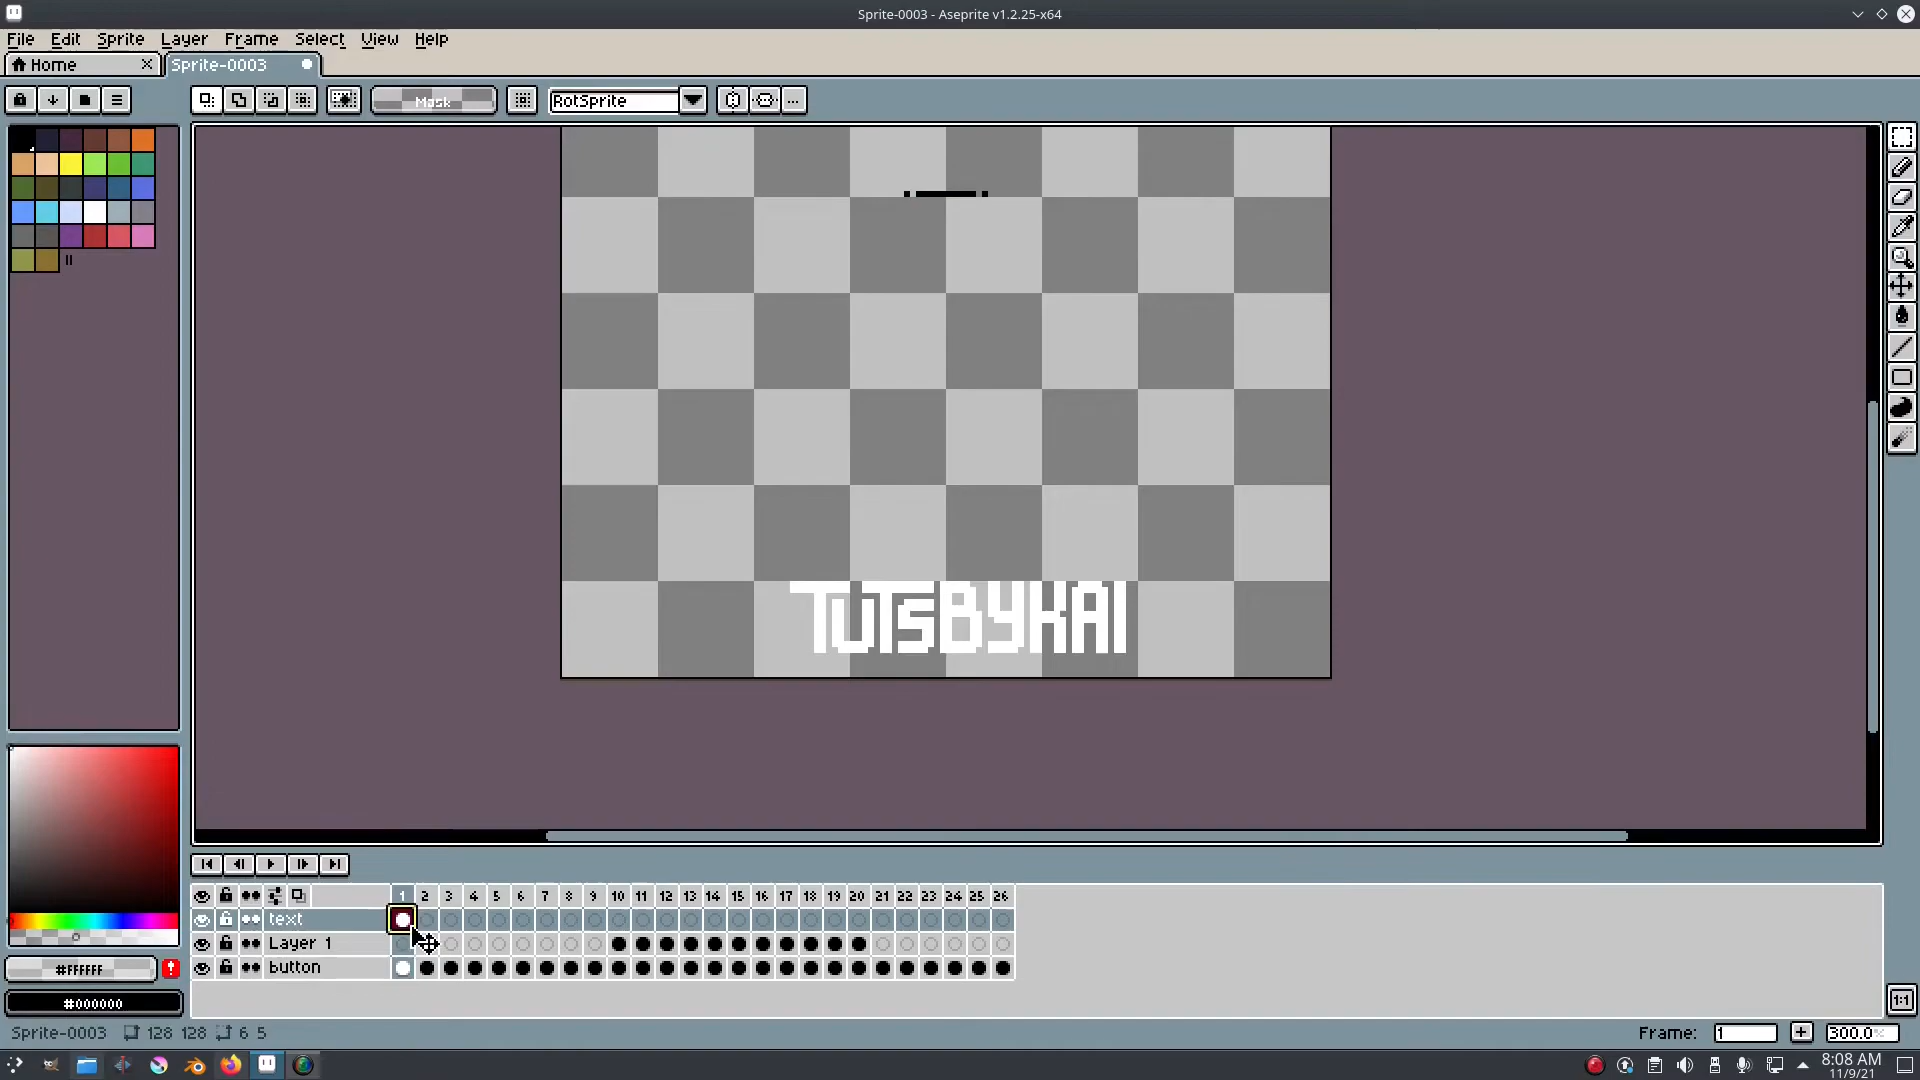 Sprite-0003 - Aseprite v1.2.25-x64
File Edit Sprite Layer Frame Select View Help
Home
Sprite-0003
Mask
RotSprite
TUTSBYKAI
1 2 3 4 5 6 7 8 9 10 11 12 13 14 15 16 17 18 19 20 21 22 23 24 25 26
text
Layer 1
button
#FFFFFF
#000000
1:1
Sprite-0003 128 128 6 5
Frame: 1
300.0%
8:08 AM
11/9/21